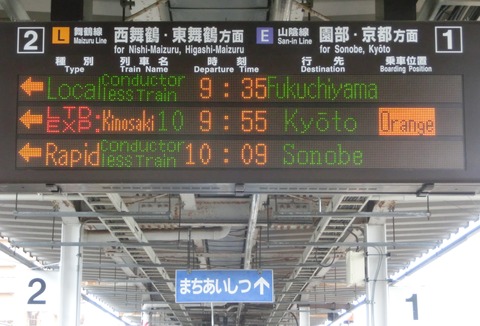 2 L 舞鶴線 Maizuru Line 西舞鶴・東舞鶴方面 for Nishi-Maizuru, Higashi-Maizuru E 山陰線 San-in Line 園部・京都方面 for Sonobe, Kyōto 1
種別 列車名 時刻 行先 乗車位置
Type Train Name Departure Time Destination Boarding Position
←Local Conductor less Train 9:35 Fukuchiyama
←LTD. EXP: Kinosaki 10 9:55 Kyōto Orange
←Rapid Conductor less Train 10:09 Sonobe
まちあいしつ↑
2 1